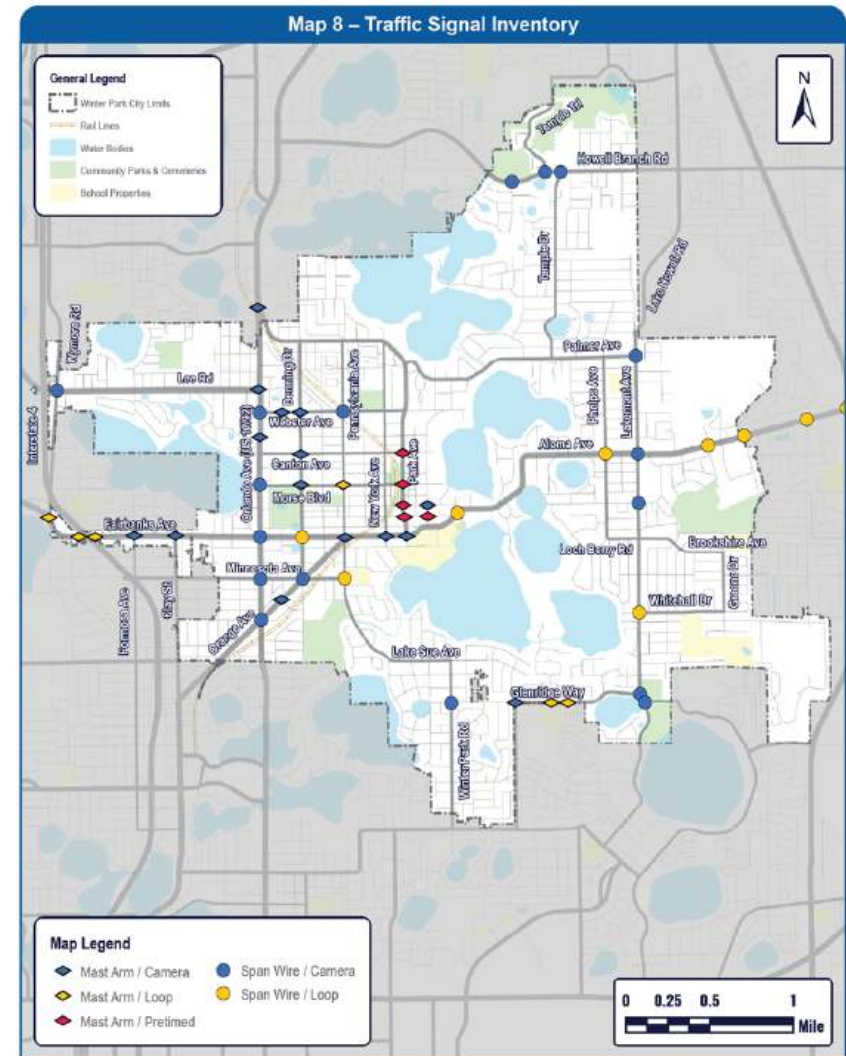 Map 8 – Traffic Signal Inventory
General Legend
Winter Park City Limits
Rail Lines
Water Bodies
Community Parks & Cemeteries
School Properties
N
Temple Trl
Howell Branch Rd
Temple Dr
Lake Howell Rd
Wymore Rd
Palmer Ave
Lee Rd
Denning Dr
Pennsylvania Ave
Phelps Ave
Lakemont Ave
Interstate 4
Webster Ave
Orlando Ave (US-17/92)
Canton Ave
New York Ave
Park Ave
Aloma Ave
Morse Blvd
Fairbanks Ave
Loch Berry Rd
Brookshire Ave
Minnesota Ave
Greene Dr
Formosa Ave
Clay St
Whitehall Dr
Orange Ave
Lake Sue Ave
Glenridge Way
Winter Park Rd
Map Legend
Mast Arm / Camera
Span Wire / Camera
Mast Arm / Loop
Span Wire / Loop
Mast Arm / Pretimed
0 0.25 0.5 1
Mile